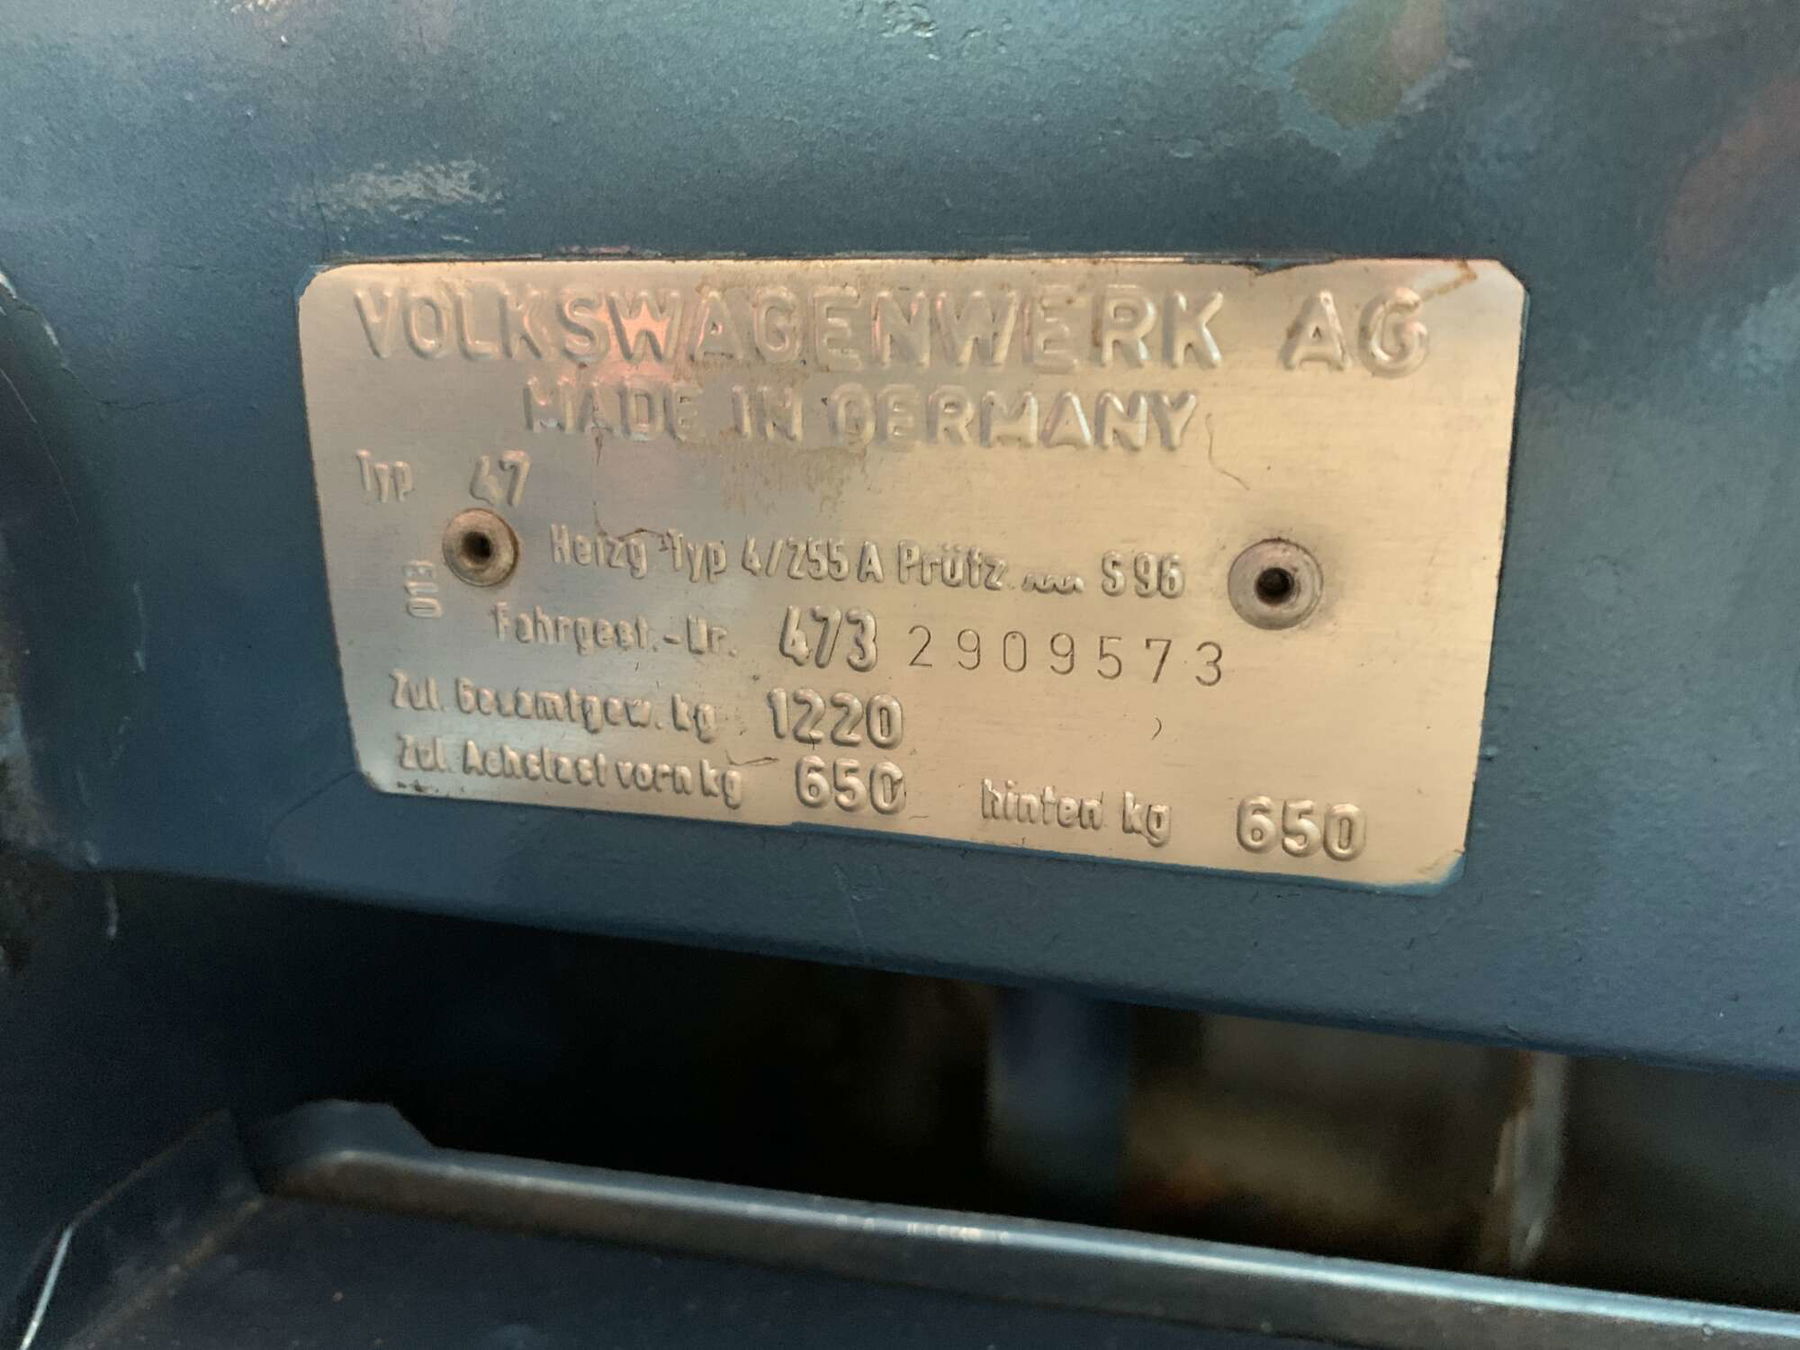 VOLKSWAGENWERK AG
MADE IN GERMANY
Typ 47
Heizg Typ 4/255 A Prüfz ~~~ S 96
013
Fahrgest.-Nr. 473 2909573
Zul. Gesamtgew. kg 1220
Zul. Achslast vorn kg 650 hinten kg 650